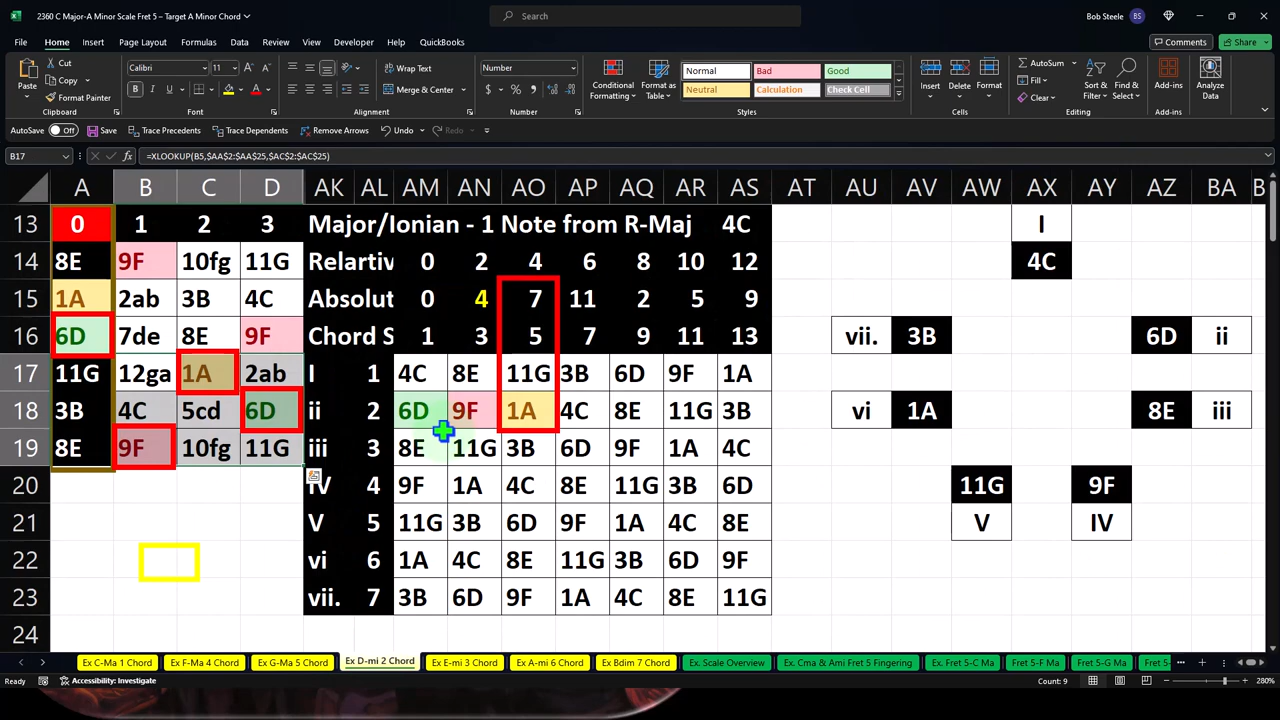 2360 C Major-A Minor Scale Fret 5 – Target A Minor Chord
Search
Bob Steele BS
File Home Insert Page Layout Formulas Data Review View Developer Automate Help QuickBooks
Comments Share
Paste Cut Copy Format Painter
Calibri 11
Wrap Text
Merge & Center
Number
Conditional Formatting Format as Table
Normal Bad Good
Neutral Calculation Check Cell
Insert Delete Format
AutoSum Fill Clear
Sort & Filter Find & Select
Add-ins
Analyze Data
Clipboard Font Alignment Number Styles Cells Editing Add-ins
AutoSave Off Save Trace Precedents Trace Dependents Remove Arrows Undo Redo
B17 fx =XLOOKUP(B5,$AA$2:$AA$25,$AC$2:$AC$25)
A B C D AK AL AM AN AO AP AQ AR AS AT AU AV AW AX AY AZ BA B
13 0 1 2 3 Major/Ionian - 1 Note from R-Maj 4C I
14 8E 9F 10fg 11G Relartiv 0 2 4 6 8 10 12 4C
15 1A 2ab 3B 4C Absolut 0 4 7 11 2 5 9
16 6D 7de 8E 9F Chord S 1 3 5 7 9 11 13 vii. 3B 6D ii
17 11G 12ga 1A 2ab I 1 4C 8E 11G 3B 6D 9F 1A
18 3B 4C 5cd 6D ii 2 6D 9F 1A 4C 8E 11G 3B vi 1A 8E iii
19 8E 9F 10fg 11G iii 3 8E 11G 3B 6D 9F 1A 4C
20 IV 4 9F 1A 4C 8E 11G 3B 6D 11G 9F
21 V 5 11G 3B 6D 9F 1A 4C 8E V IV
22 vi 6 1A 4C 8E 11G 3B 6D 9F
23 vii. 7 3B 6D 9F 1A 4C 8E 11G
24
Ex C-Ma 1 Chord Ex F-Ma 4 Chord Ex G-Ma 5 Chord Ex D-mi 2 Chord Ex E-mi 3 Chord Ex A-mi 6 Chord Ex Bdim 7 Chord Ex. Scale Overview Ex. Cma & Ami Fret 5 Fingering Ex. Fret 5-C Ma Fret 5-F Ma Fret 5-G Ma Fret 5-
Ready Accessibility: Investigate Count: 9 280%